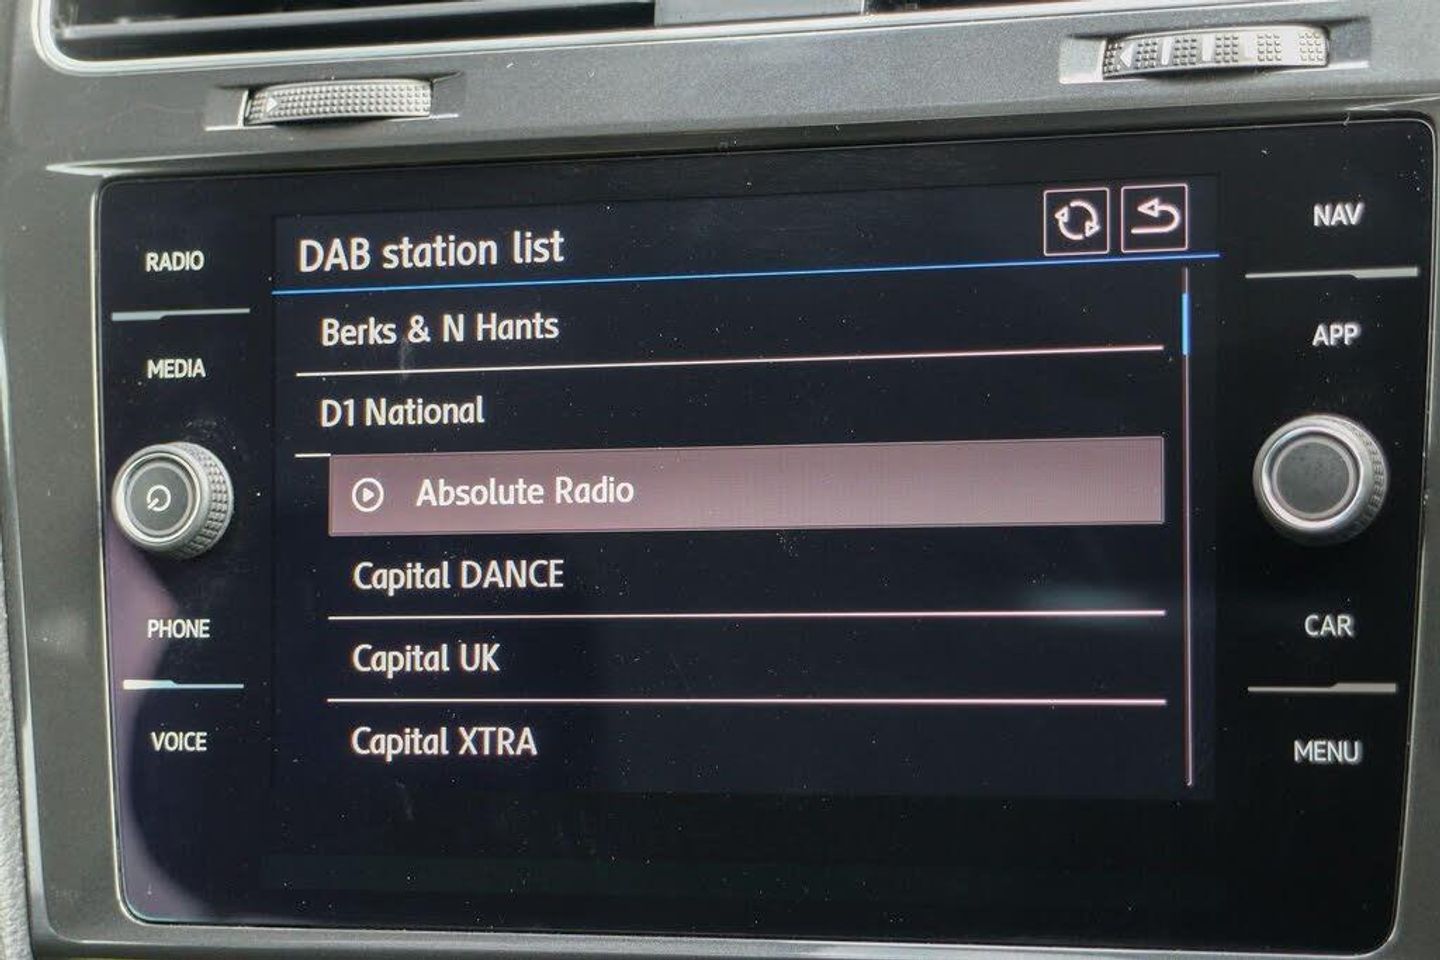 DAB station list
Berks & N Hants
D1 National
Absolute Radio
Capital DANCE
Capital UK
Capital XTRA
RADIO
MEDIA
PHONE
VOICE
NAV
APP
CAR
MENU